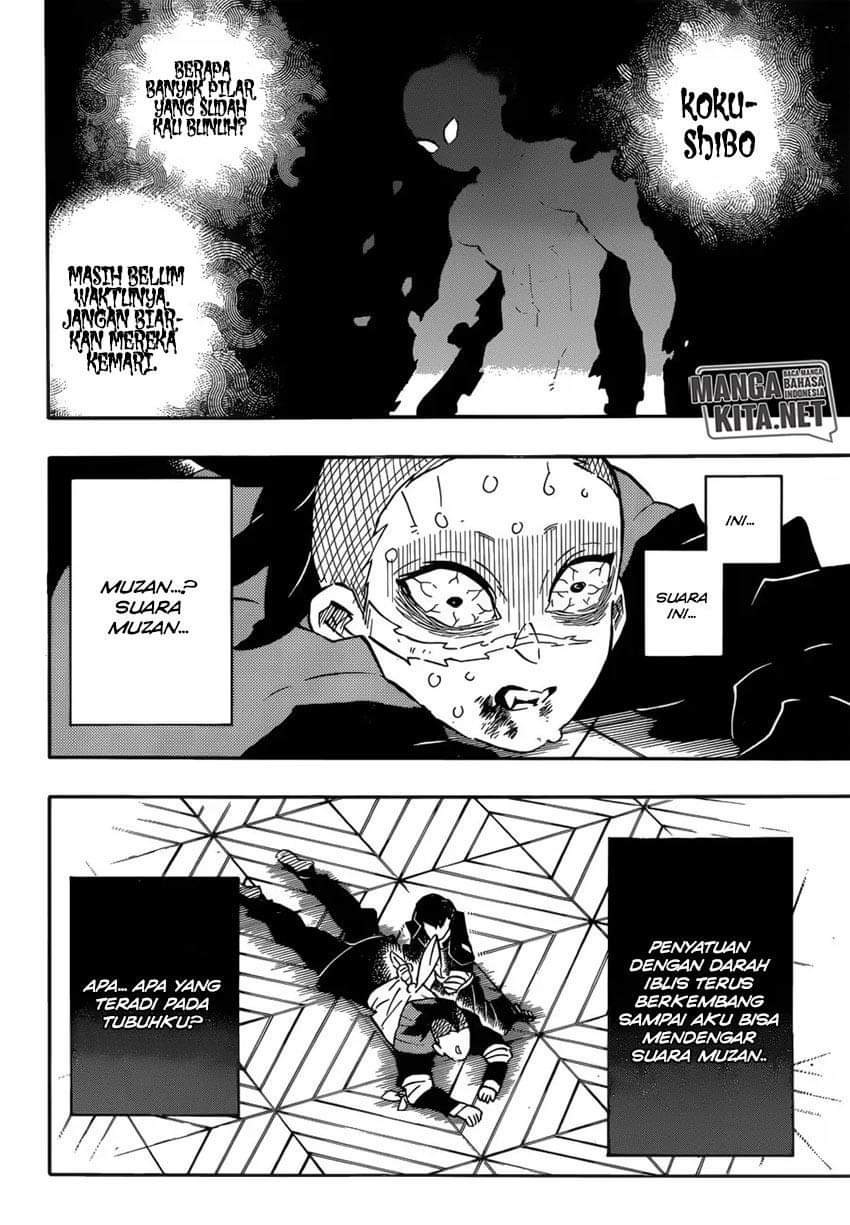 KOKU-
SHIBO
BERAPA
BANYAK PILAR
YANG SUDAH
KAU BUNUH?
MASIH BELUM
WAKTUNYA.
JANGAN BIAR-
KAN MEREKA
KEMARI.
MANGA
KITA.NET
BACA MANGA
BAHASA
INDONESIA
INI...
SUARA
INI...
MUZAN...?
SUARA
MUZAN...
PENYATUAN
DENGAN DARAH
IBLIS TERUS
BERKEMBANG
SAMPAI AKU BISA
MENDENGAR
SUARA MUZAN..
APA... APA YANG
TERADI PADA
TUBUHKU?